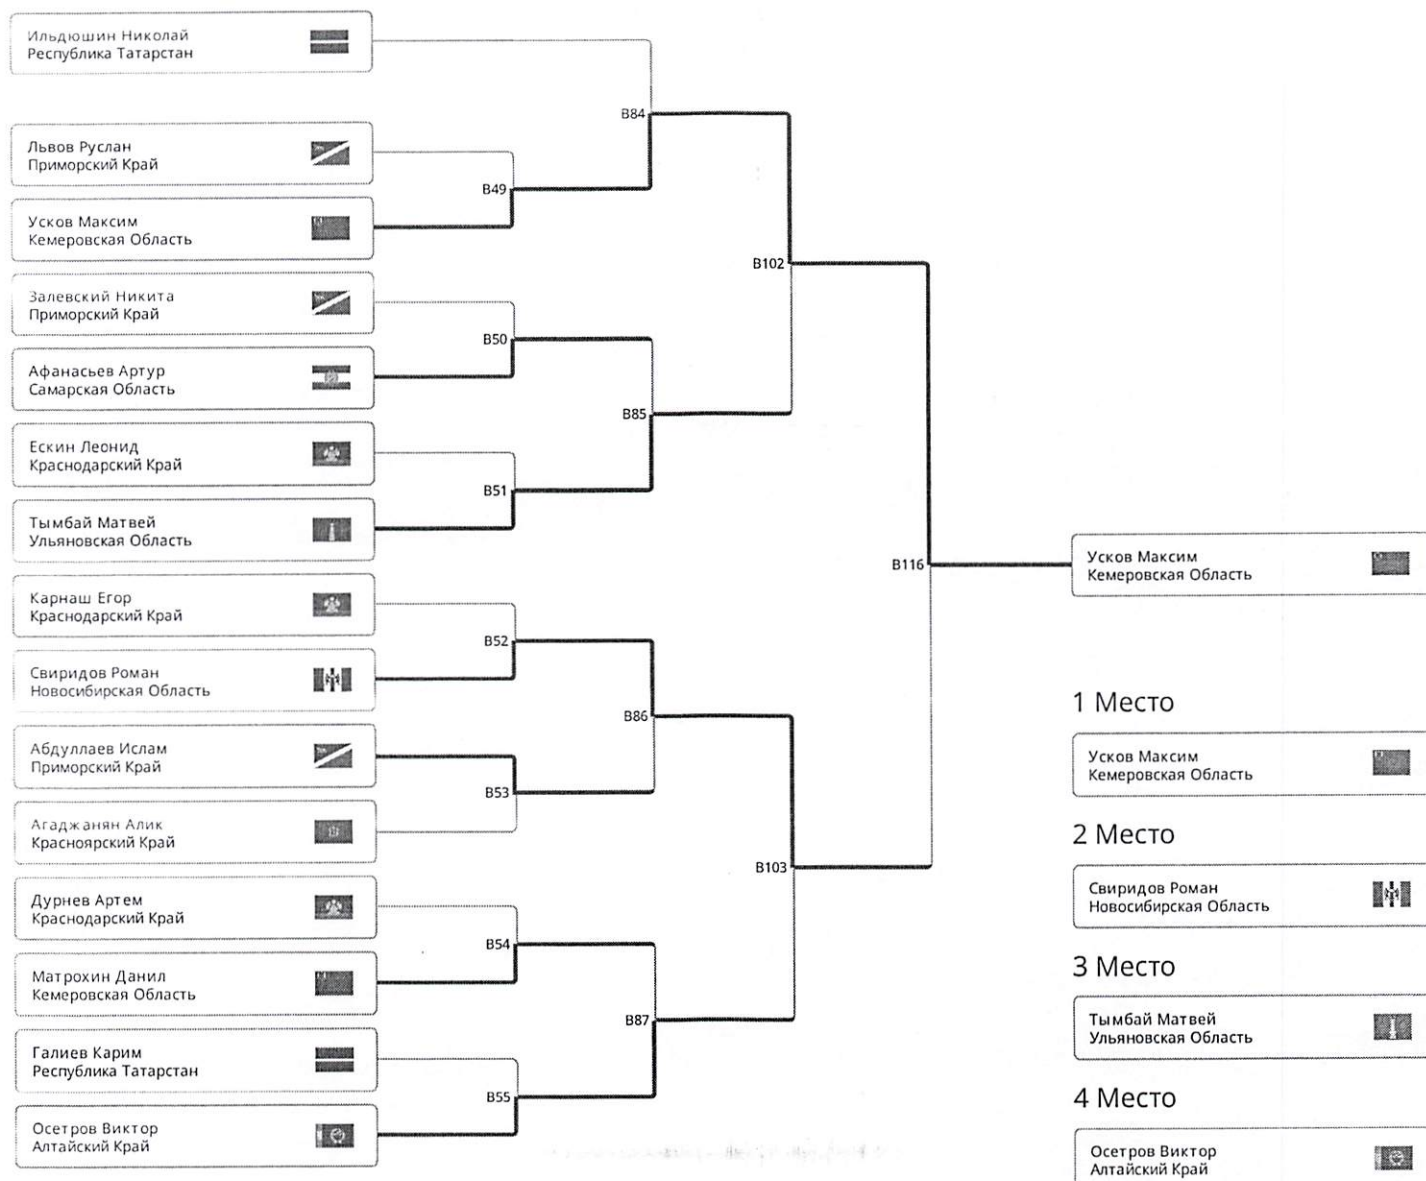 Ильдюшин Николай
Республика Татарстан
Львов Руслан
Приморский Край
Усков Максим
Кемеровская Область
Залевский Никита
Приморский Край
Афанасьев Артур
Самарская Область
Ескин Леонид
Краснодарский Край
Тымбай Матвей
Ульяновская Область
Карнаш Егор
Краснодарский Край
Свиридов Роман
Новосибирская Область
Абдуллаев Ислам
Приморский Край
Агаджанян Алик
Красноярский Край
Дурнев Артем
Краснодарский Край
Матрохин Данил
Кемеровская Область
Галиев Карим
Республика Татарстан
Осетров Виктор
Алтайский Край
B49
B50
B51
B52
B53
B54
B55
B84
B85
B86
B87
B102
B103
B116
Усков Максим
Кемеровская Область
1 Место
Усков Максим
Кемеровская Область
2 Место
Свиридов Роман
Новосибирская Область
3 Место
Тымбай Матвей
Ульяновская Область
4 Место
Осетров Виктор
Алтайский Край